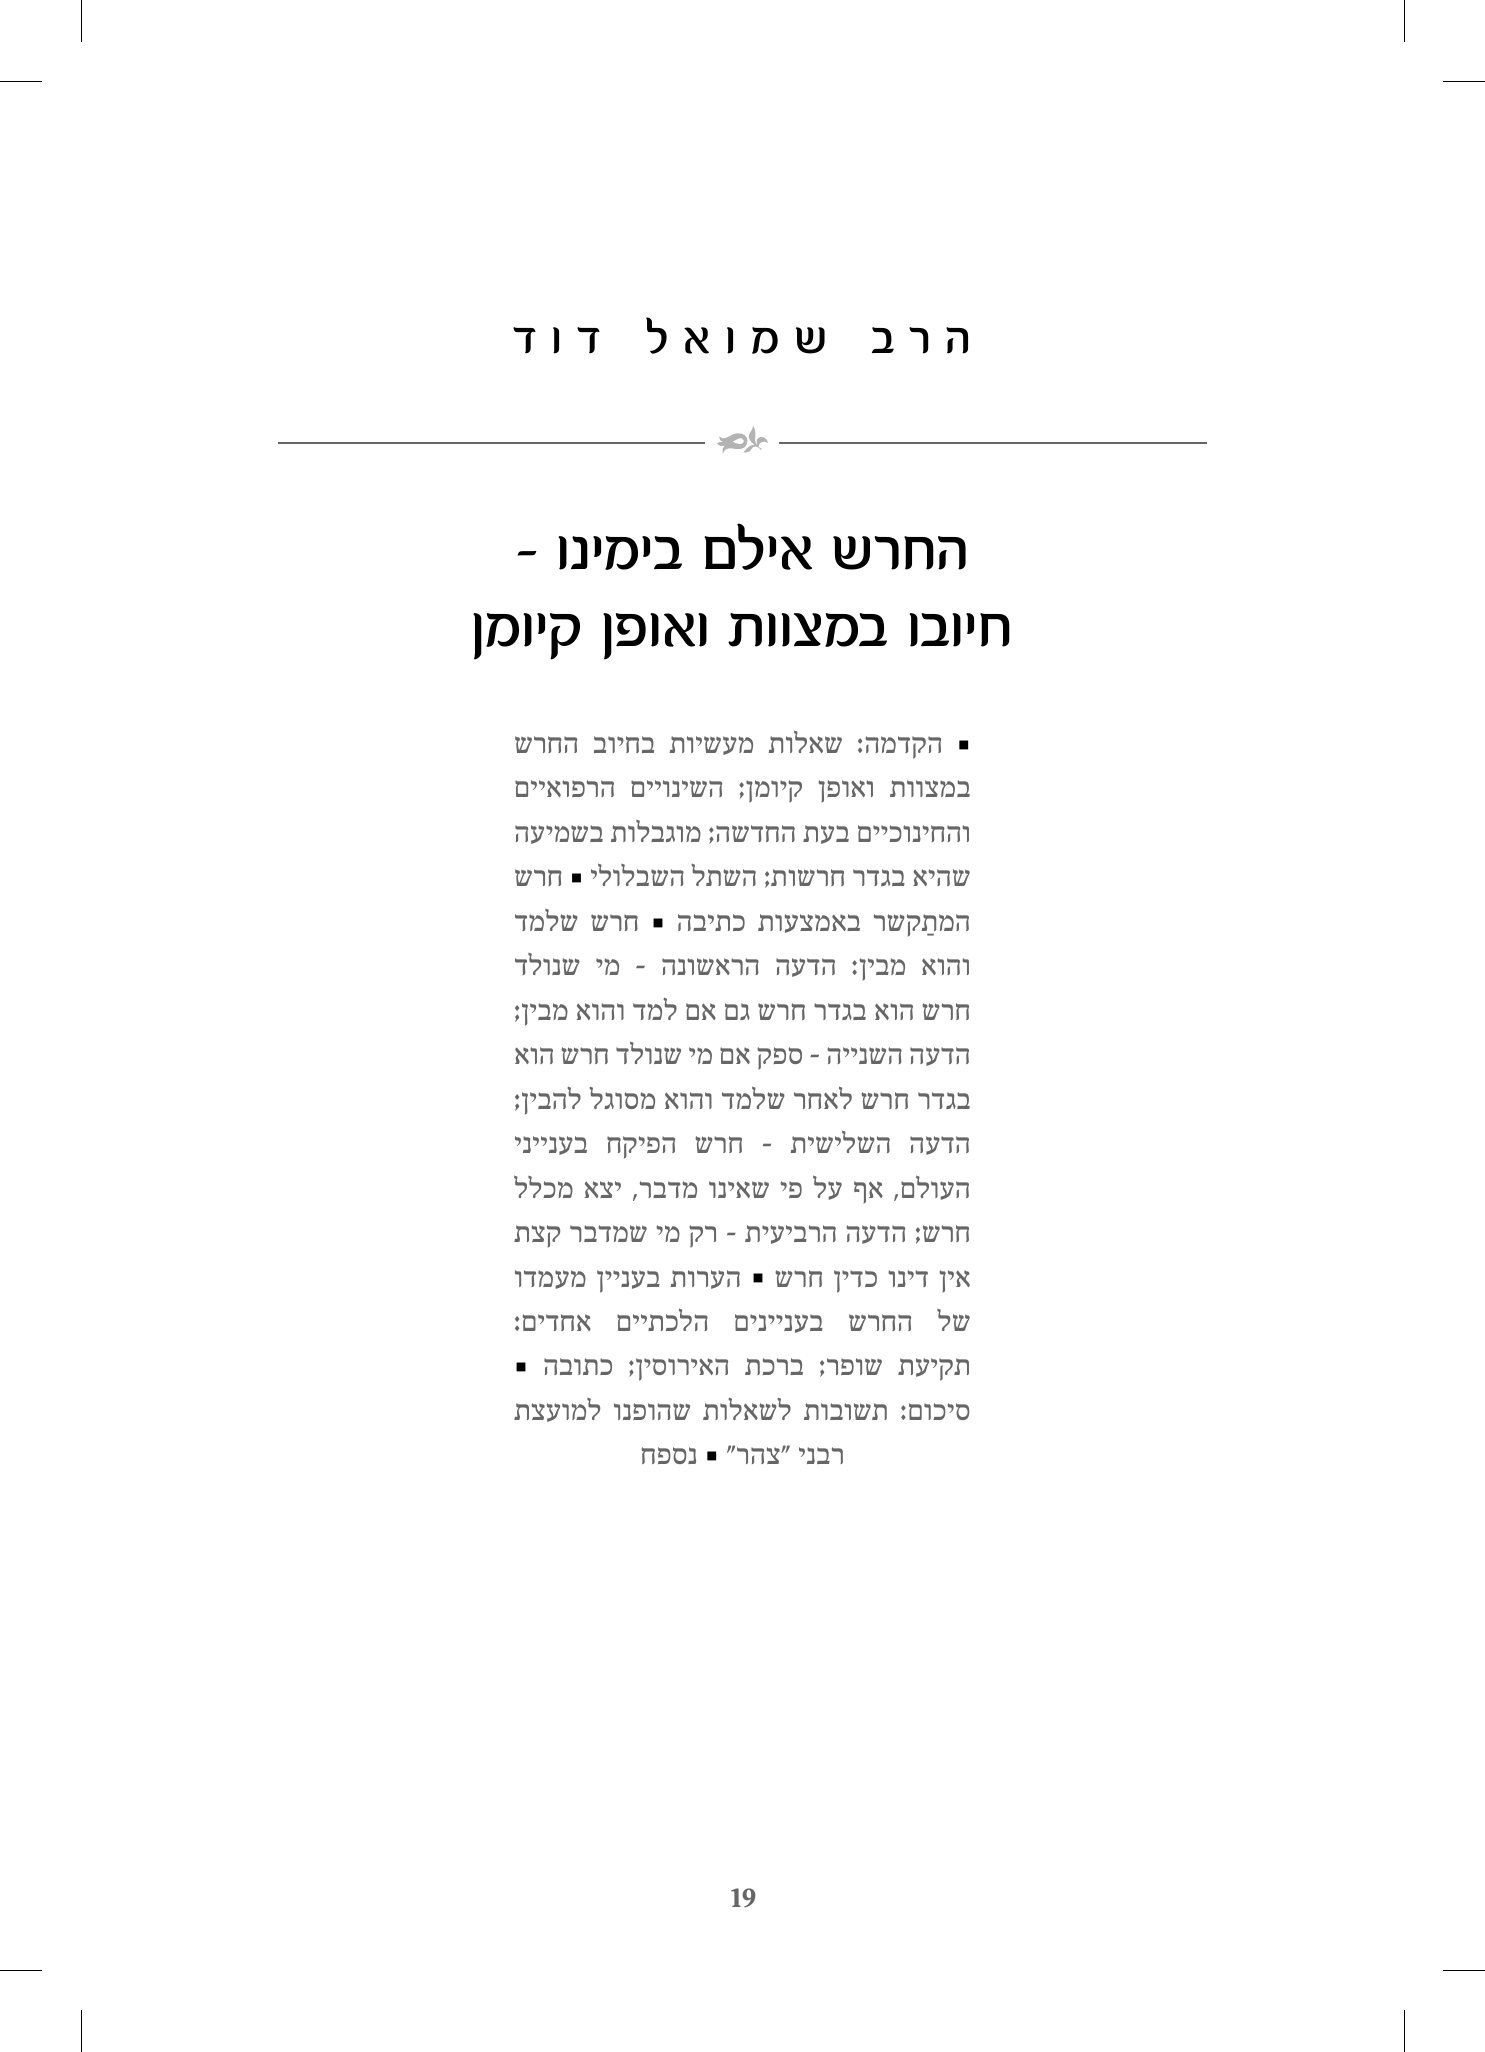 הרב שמואל דוד
החרש אילם בימינו -
חיובו במצוות ואופן קיומן
▪ הקדמה: שאלות מעשיות בחיוב החרש
במצוות ואופן קיומן; השינויים הרפואיים
והחינוכיים בעת החדשה; מוגבלות בשמיעה
שהיא בגדר חרשות; השתל השבלולי ▪ חרש
המתַקשר באמצעות כתיבה ▪ חרש שלמד
והוא מבין: הדעה הראשונה - מי שנולד
חרש הוא בגדר חרש גם אם למד והוא מבין;
הדעה השנייה - ספק אם מי שנולד חרש הוא
בגדר חרש לאחר שלמד והוא מסוגל להבין;
הדעה השלישית - חרש הפיקח בענייני
העולם, אף על פי שאינו מדבר, יצא מכלל
חרש; הדעה הרביעית - רק מי שמדבר קצת
אין דינו כדין חרש ▪ הערות בעניין מעמדו
של החרש בעניינים הלכתיים אחדים:
תקיעת שופר; ברכת האירוסין; כתובה ▪
סיכום: תשובות לשאלות שהופנו למועצת
רבני "צהר" ▪ נספח
19